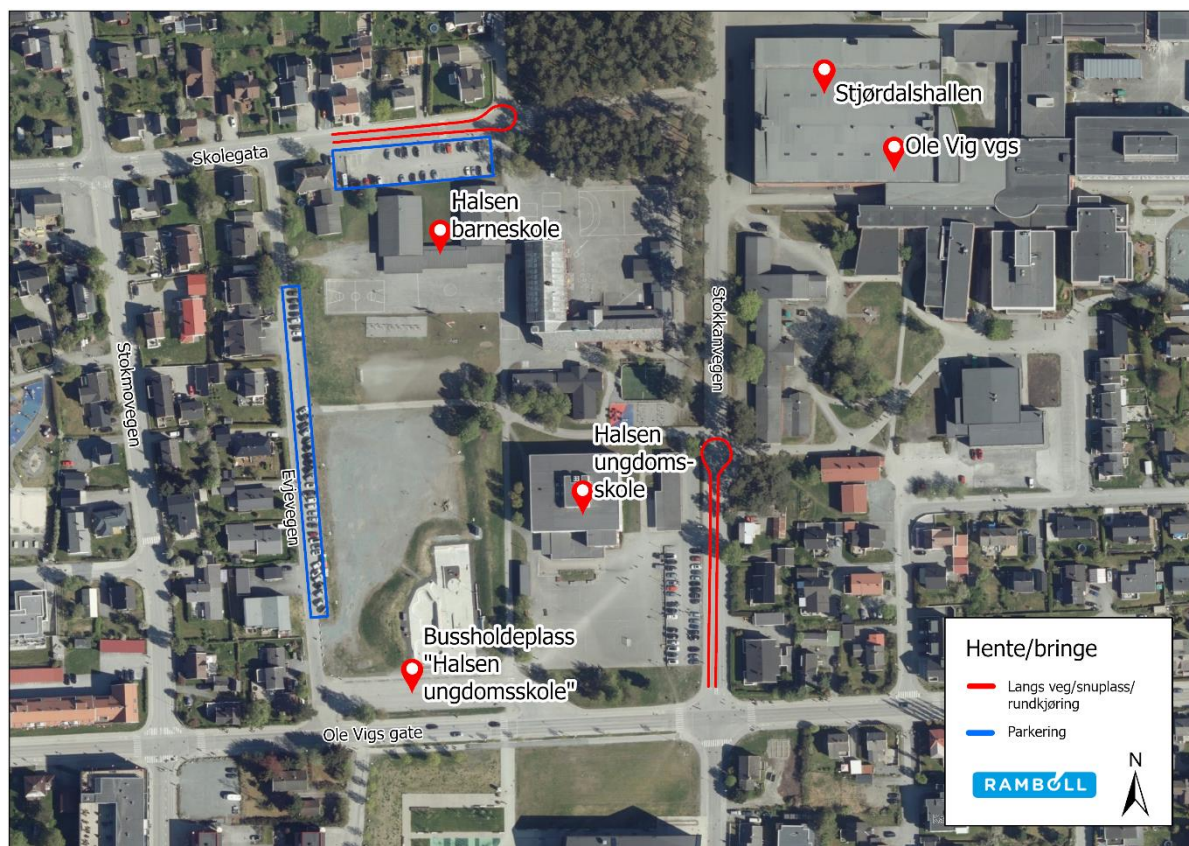 Stjørdalshallen
Ole Vig vgs
Skolegata
Halsen
barneskole
Stokkanvegen
Stokmovegen
Halsen
ungdoms-
skole
Evjevegen
Bussholdeplass
"Halsen
ungdomsskole"
Ole Vigs gate
Hente/bringe
Langs veg/snuplass/
rundkjøring
Parkering
RAMBOLL
N